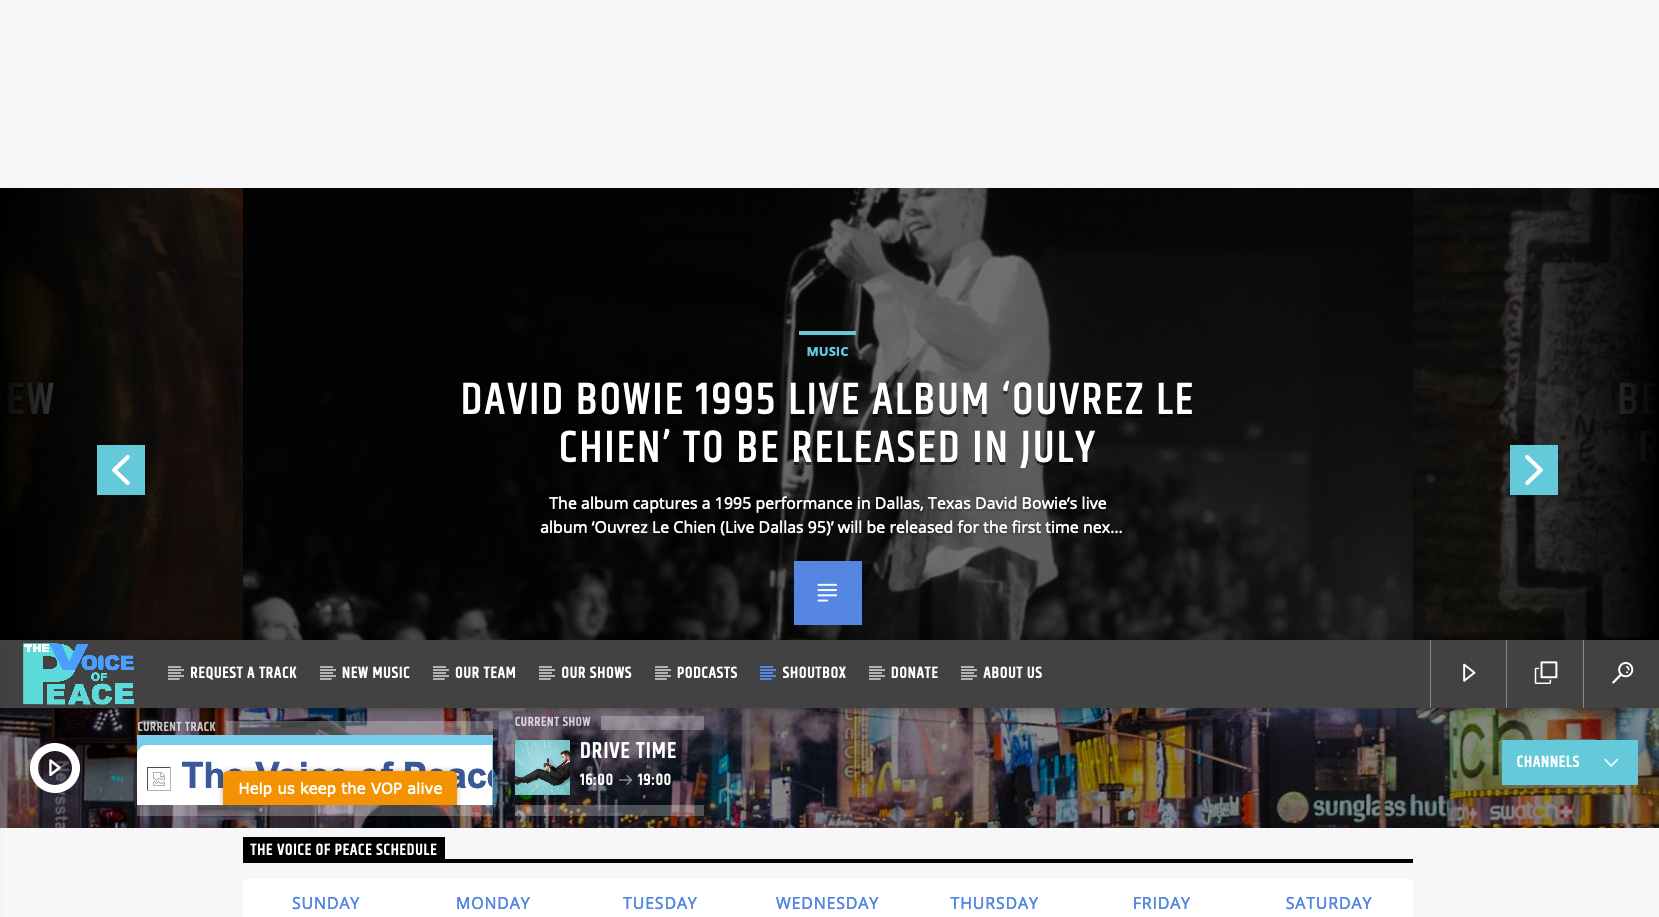 MUSIC
EW
DAVID BOWIE 1995 LIVE ALBUM ‘OUVREZ LE
CHIEN’ TO BE RELEASED IN JULY
BE
R
The album captures a 1995 performance in Dallas, Texas David Bowie’s live
album ‘Ouvrez Le Chien (Live Dallas 95)’ will be released for the first time nex...
THE VOICE OF PEACE
REQUEST A TRACK
NEW MUSIC
OUR TEAM
OUR SHOWS
PODCASTS
SHOUTBOX
DONATE
ABOUT US
CURRENT TRACK
The Voice of Peace
Help us keep the VOP alive
CURRENT SHOW
DRIVE TIME
16:00 → 19:00
CHANNELS
sunglass hut
swatch
THE VOICE OF PEACE SCHEDULE
SUNDAY MONDAY TUESDAY WEDNESDAY THURSDAY FRIDAY SATURDAY